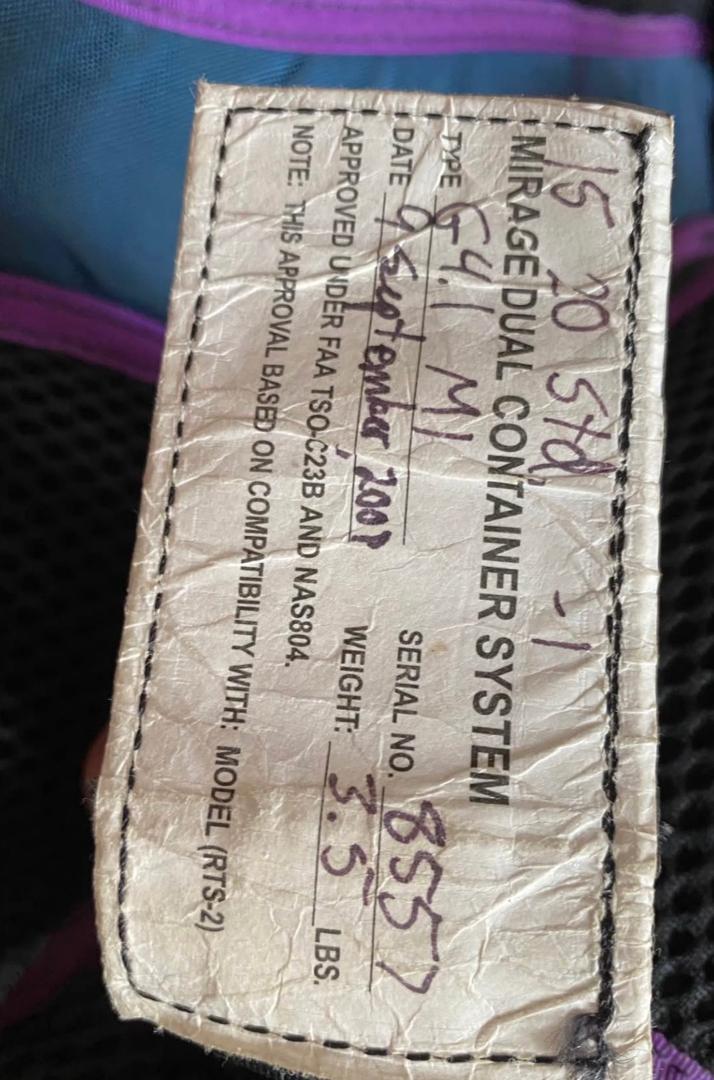 15 20 Std -1
MIRAGE DUAL CONTAINER SYSTEM
TYPE G4.1 M1 SERIAL NO. 8557
DATE 9 September 2008 WEIGHT: 3.5 LBS.
APPROVED UNDER FAA TSO-C23B AND NAS804.
NOTE: THIS APPROVAL BASED ON COMPATIBILITY WITH: MODEL (RTS-2)